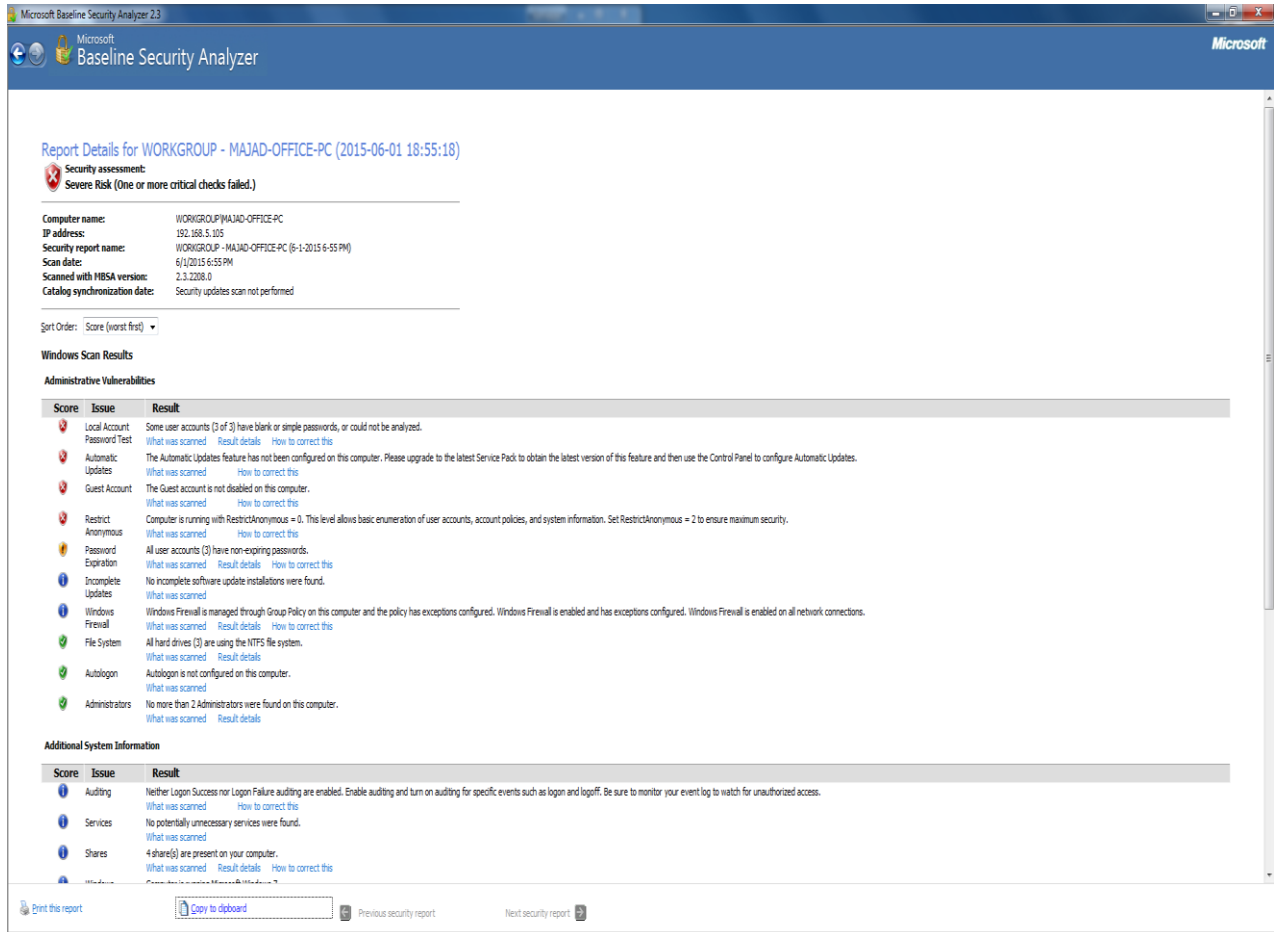 Microsoft Baseline Security Analyzer 2.3
Microsoft
Baseline Security Analyzer
Microsoft
Report Details for WORKGROUP - MAJAD-OFFICE-PC (2015-06-01 18:55:18)
Security assessment:
Severe Risk (One or more critical checks failed.)
Computer name: WORKGROUP\MAJAD-OFFICE-PC
IP address: 192.168.5.105
Security report name: WORKGROUP - MAJAD-OFFICE-PC (6-1-2015 6-55 PM)
Scan date: 6/1/2015 6:55 PM
Scanned with MBSA version: 2.3.2208.0
Catalog synchronization date: Security updates scan not performed
Sort Order: Score (worst first)
Windows Scan Results
Administrative Vulnerabilities
Score Issue Result
Local Account Password Test Some user accounts (3 of 3) have blank or simple passwords, or could not be analyzed.
What was scanned Result details How to correct this
Automatic Updates The Automatic Updates feature has not been configured on this computer. Please upgrade to the latest Service Pack to obtain the latest version of this feature and then use the Control Panel to configure Automatic Updates.
What was scanned How to correct this
Guest Account The Guest account is not disabled on this computer.
What was scanned How to correct this
Restrict Anonymous Computer is running with RestrictAnonymous = 0. This level allows basic enumeration of user accounts, account policies, and system information. Set RestrictAnonymous = 2 to ensure maximum security.
What was scanned How to correct this
Password Expiration All user accounts (3) have non-expiring passwords.
What was scanned Result details How to correct this
Incomplete Updates No incomplete software update installations were found.
What was scanned
Windows Firewall Windows Firewall is managed through Group Policy on this computer and the policy has exceptions configured. Windows Firewall is enabled and has exceptions configured. Windows Firewall is enabled on all network connections.
What was scanned Result details How to correct this
File System All hard drives (3) are using the NTFS file system.
What was scanned Result details
Autologon Autologon is not configured on this computer.
What was scanned
Administrators No more than 2 Administrators were found on this computer.
What was scanned Result details
Additional System Information
Score Issue Result
Auditing Neither Logon Success nor Logon Failure auditing are enabled. Enable auditing and turn on auditing for specific events such as logon and logoff. Be sure to monitor your event log to watch for unauthorized access.
What was scanned How to correct this
Services No potentially unnecessary services were found.
What was scanned
Shares 4 share(s) are present on your computer.
What was scanned Result details How to correct this
Windows Computer is running Microsoft Windows 7.
Print this report Copy to clipboard Previous security report Next security report